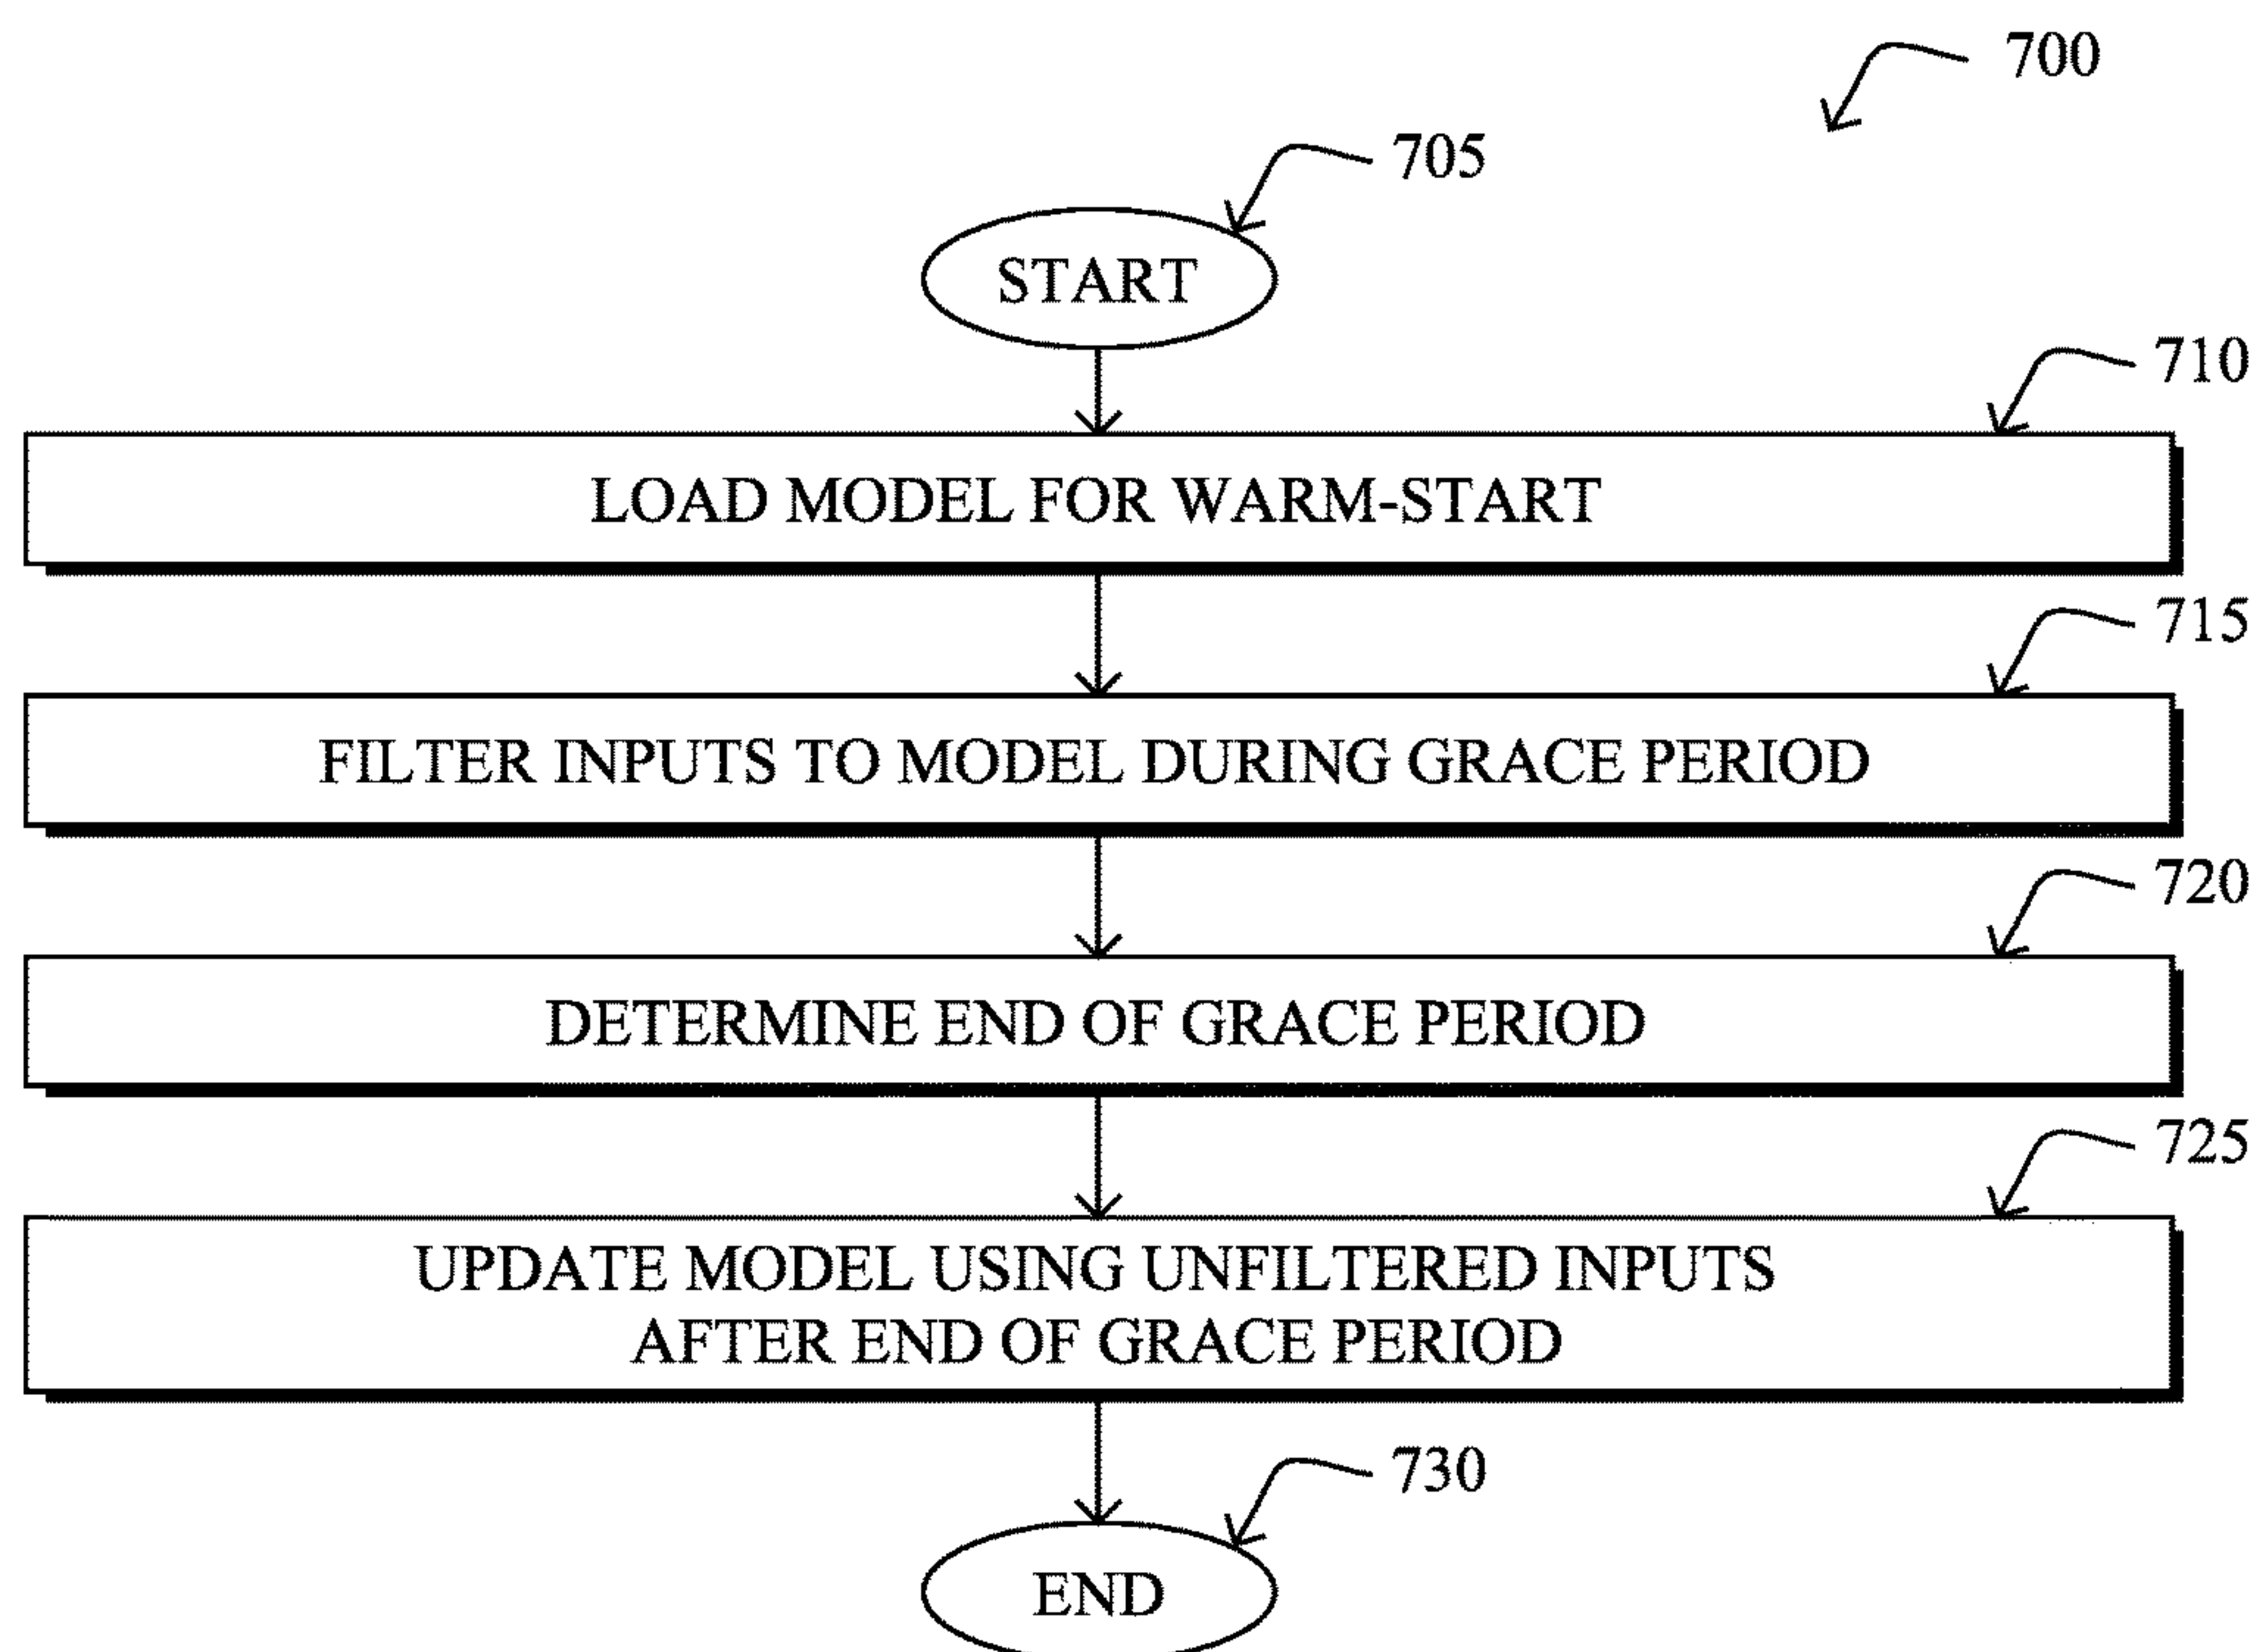 700
705
START
710
LOAD MODEL FOR WARM-START
715
FILTER INPUTS TO MODEL DURING GRACE PERIOD
720
DETERMINE END OF GRACE PERIOD
725
UPDATE MODEL USING UNFILTERED INPUTS
AFTER END OF GRACE PERIOD
730
END